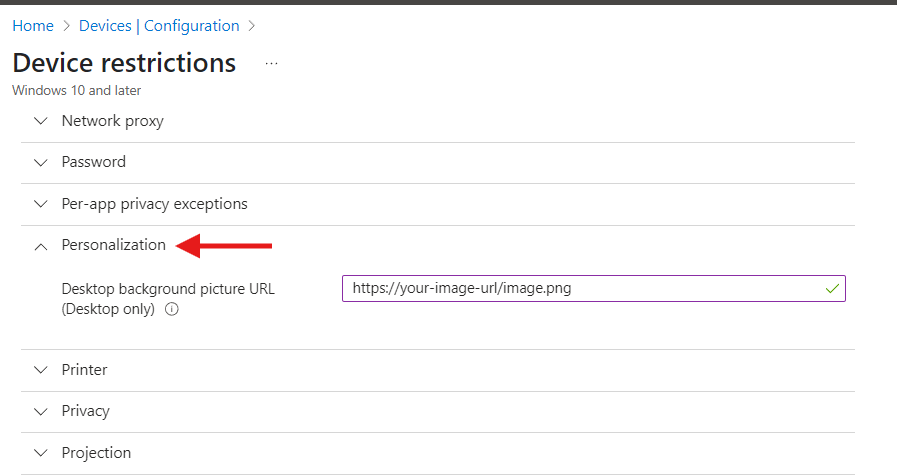 Home > Devices | Configuration >
Device restrictions ...
Windows 10 and later
Network proxy
Password
Per-app privacy exceptions
Personalization
Desktop background picture URL
(Desktop only)
https://your-image-url/image.png
Printer
Privacy
Projection